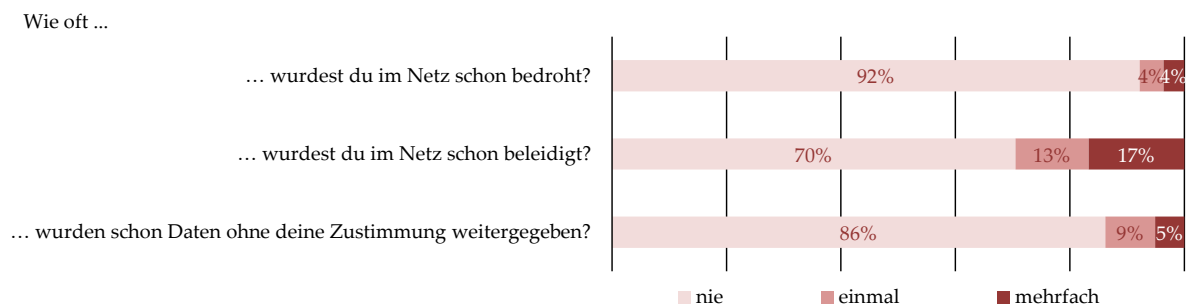 Wie oft ...
… wurdest du im Netz schon bedroht?
92%
4%
4%
… wurdest du im Netz schon beleidigt?
70%
13%
17%
… wurden schon Daten ohne deine Zustimmung weitergegeben?
86%
9%
5%
nie
einmal
mehrfach